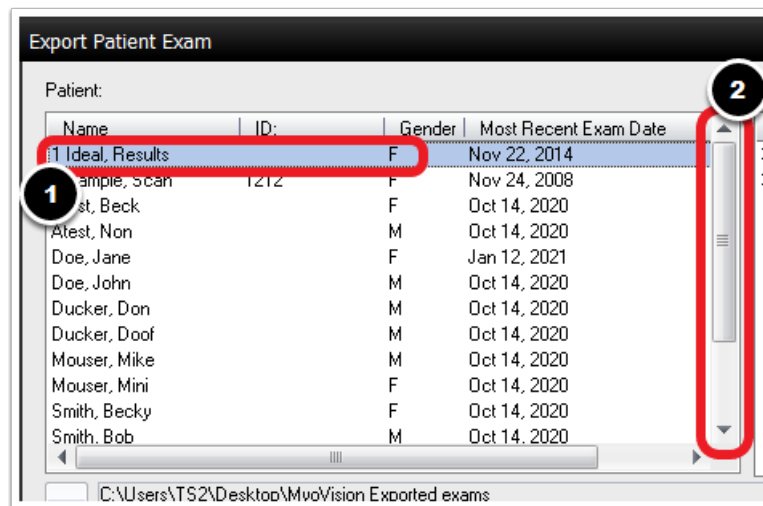 Export Patient Exam
2
Patient:
Name ID: Gender Most Recent Exam Date
1 Ideal, Results F Nov 22, 2014
ample, Scan 1212 F Nov 24, 2008
1
st, Beck F Oct 14, 2020
Atest, Non M Oct 14, 2020
Doe, Jane F Jan 12, 2021
Doe, John M Oct 14, 2020
Ducker, Don M Oct 14, 2020
Ducker, Doof M Oct 14, 2020
Mouser, Mike M Oct 14, 2020
Mouser, Mini F Oct 14, 2020
Smith, Becky F Oct 14, 2020
Smith, Bob M Oct 14, 2020
C:\Users\TS2\Desktop\MyoVision Exported exams